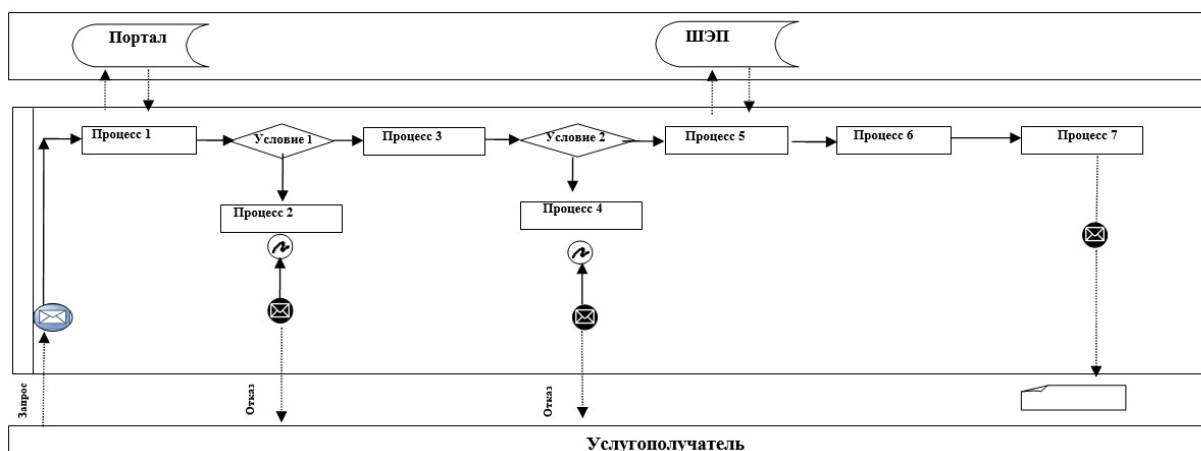 Портал
ШЭП
Процесс 1
Условие 1
Процесс 3
Условие 2
Процесс 5
Процесс 6
Процесс 7
Процесс 2
Процесс 4
Запрос
Отказ
Отказ
Услугополучатель